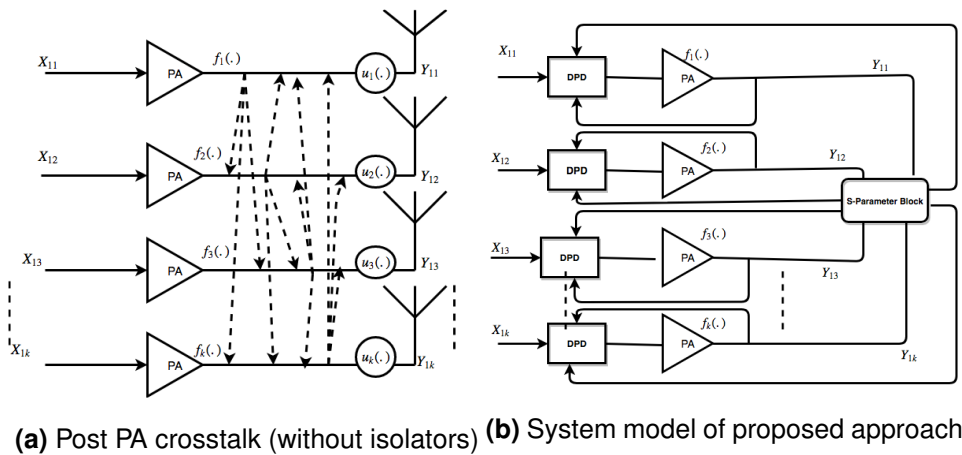 X₁₁ PA f₁(.) u₁(.) Y₁₁
X₁₂ PA f₂(.) u₂(.) Y₁₂
X₁₃ PA f₃(.) u₃(.) Y₁₃
X₁ₖ PA fₖ(.) uₖ(.) Y₁ₖ
(a) Post PA crosstalk (without isolators)
X₁₁ DPD PA f₁(.) Y₁₁
X₁₂ DPD PA f₂(.) Y₁₂
S-Parameter Block
X₁₃ DPD PA f₃(.) Y₁₃
X₁ₖ DPD PA fₖ(.) Y₁ₖ
(b) System model of proposed approach